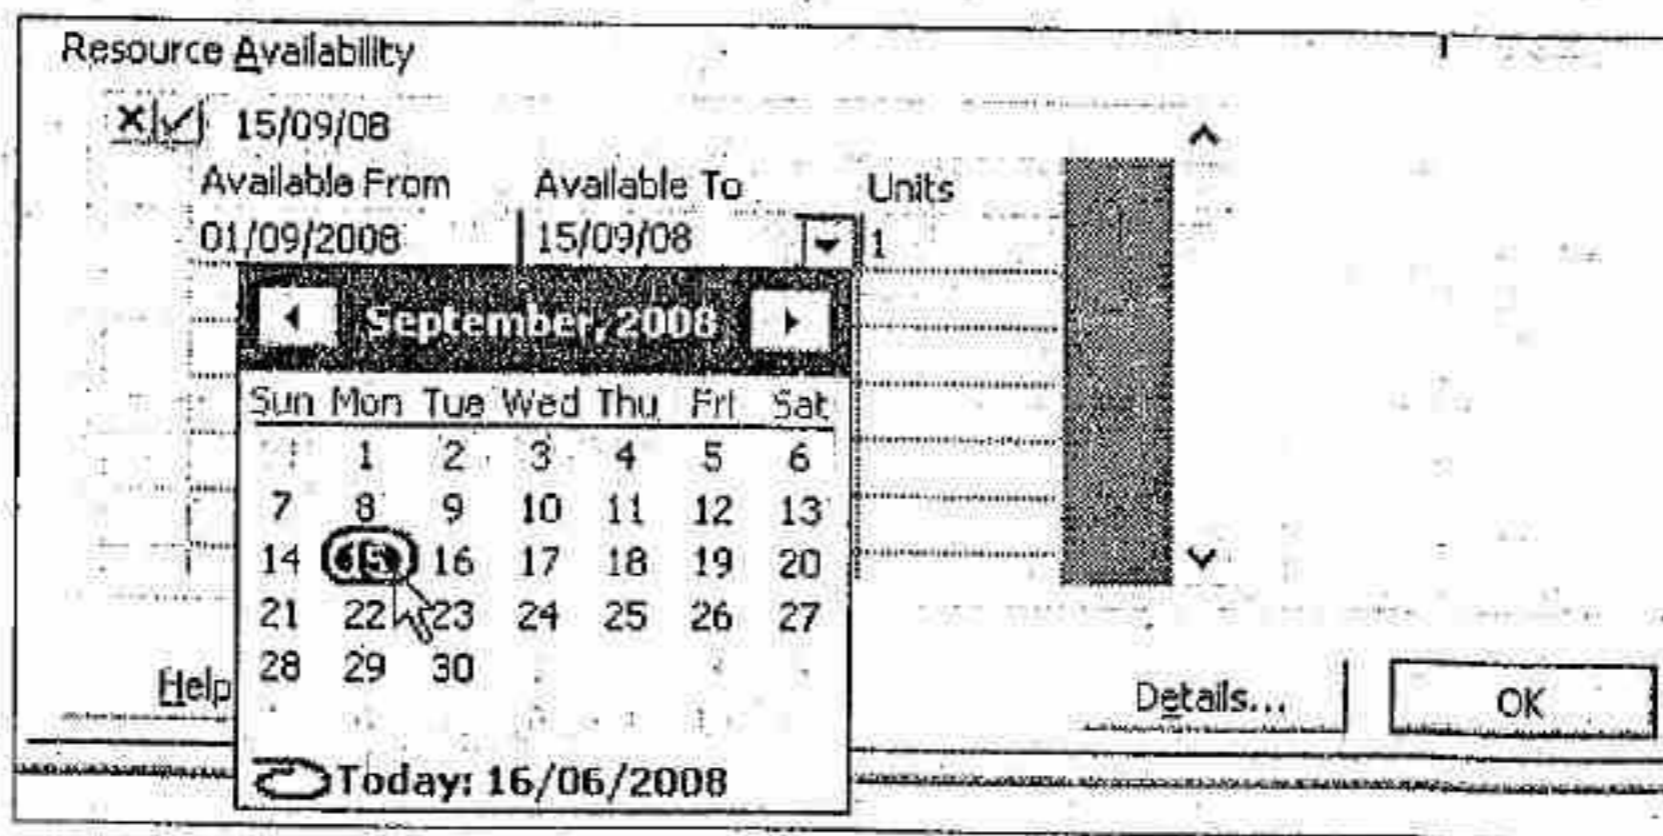 Resource Availability
15/09/08
Available From Available To Units
01/09/2008 15/09/08 1
September, 2008
Sun Mon Tue Wed Thu Fri Sat
1 2 3 4 5 6
7 8 9 10 11 12 13
14 15 16 17 18 19 20
21 22 23 24 25 26 27
28 29 30
Help Details... OK
Today: 16/06/2008